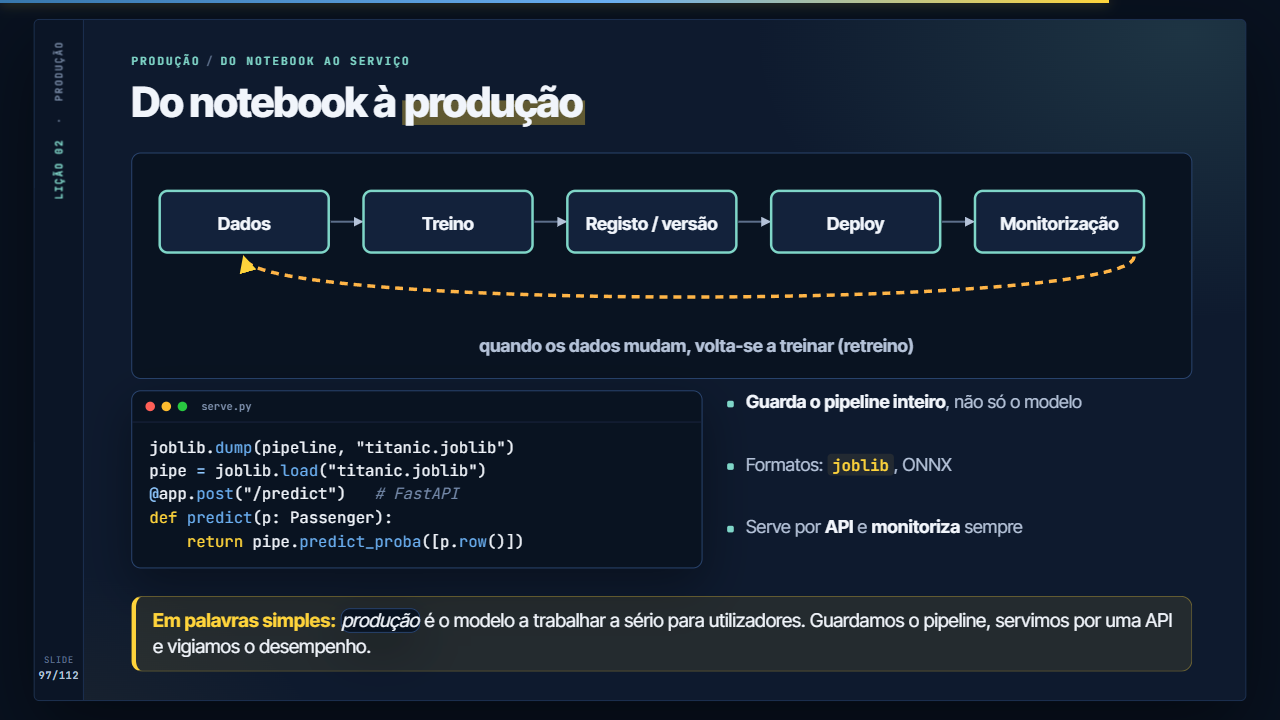 LIÇÃO 02 · PRODUÇÃO
PRODUÇÃO / DO NOTEBOOK AO SERVIÇO
Do notebook à produção
Dados
Treino
Registo / versão
Deploy
Monitorização
quando os dados mudam, volta-se a treinar (retreino)
serve.py
joblib.dump(pipeline, "titanic.joblib")
pipe = joblib.load("titanic.joblib")
@app.post("/predict")   # FastAPI
def predict(p: Passenger):
    return pipe.predict_proba([p.row()])
Guarda o pipeline inteiro, não só o modelo
Formatos: joblib, ONNX
Serve por API e monitoriza sempre
Em palavras simples: produção é o modelo a trabalhar a sério para utilizadores. Guardamos o pipeline, servimos por uma API
e vigiamos o desempenho.
SLIDE
97/112